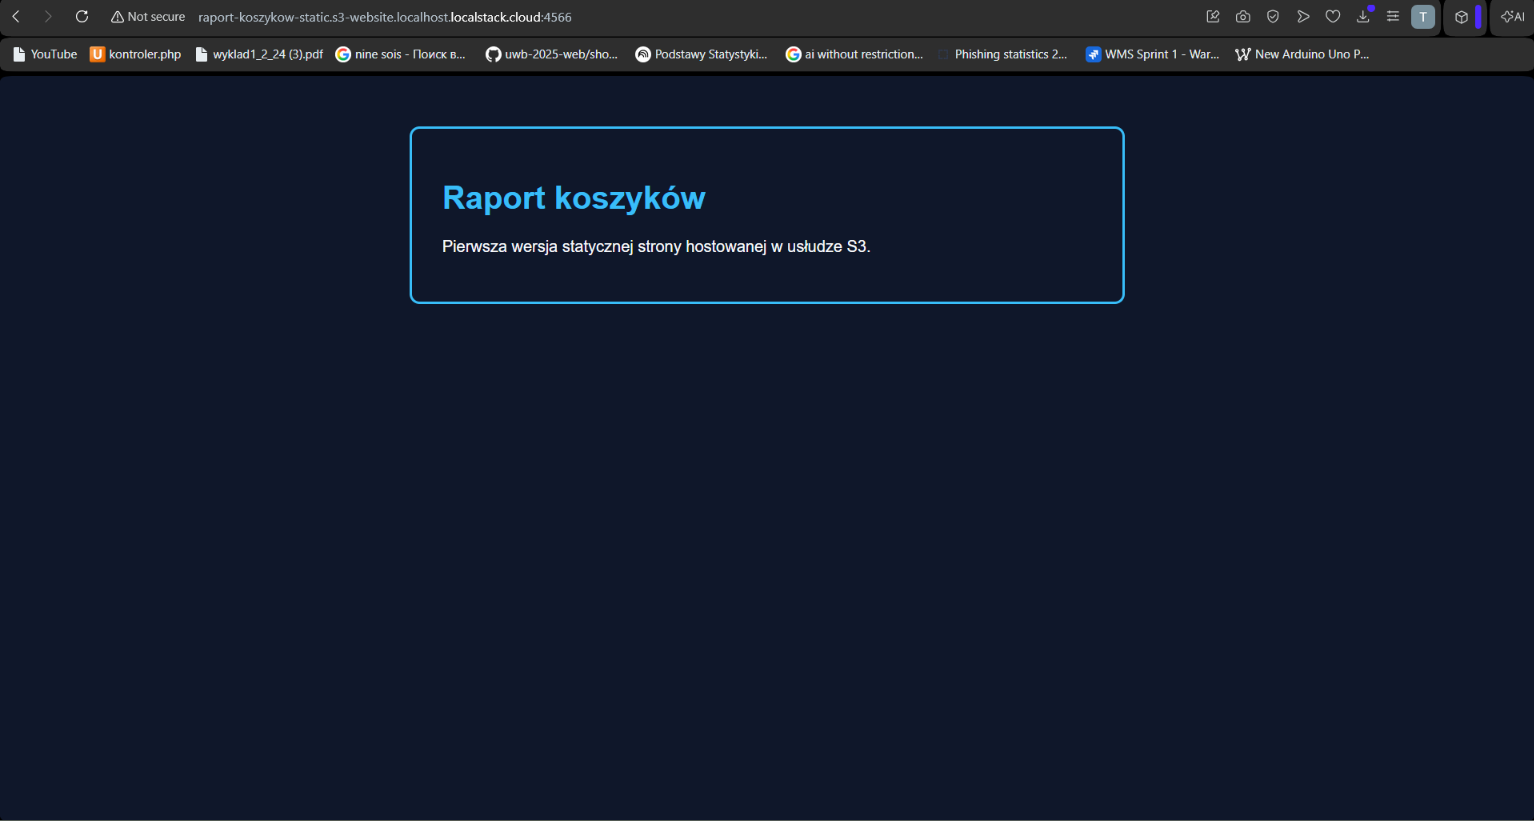 Not secure raport-koszykow-static.s3-website.localhost.localstack.cloud:4566 T AI
YouTube U kontroler.php wyklad1_2_24 (3).pdf nine sois - Поиск в... uwb-2025-web/sho... Podstawy Statystyki... ai without restriction... Phishing statistics 2... WMS Sprint 1 - War... New Arduino Uno P...
Raport koszyków
Pierwsza wersja statycznej strony hostowanej w usłudze S3.